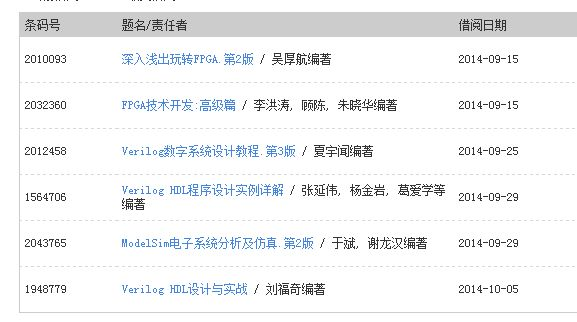 条码号 题名/责任者 借阅日期
2010093 深入浅出玩转FPGA.第2版 / 吴厚航编著 2014-09-15
2032360 FPGA技术开发:高级篇 / 李洪涛, 顾陈, 朱晓华编著 2014-09-15
2012458 Verilog数字系统设计教程.第3版 / 夏宇闻编著 2014-09-25
1564706 Verilog HDL程序设计实例详解 / 张延伟, 杨金岩, 葛爱学等 2014-09-29
编著
2043765 ModelSim电子系统分析及仿真.第2版 / 于斌, 谢龙汉编著 2014-09-29
1948779 Verilog HDL设计与实战 / 刘福奇编著 2014-10-05